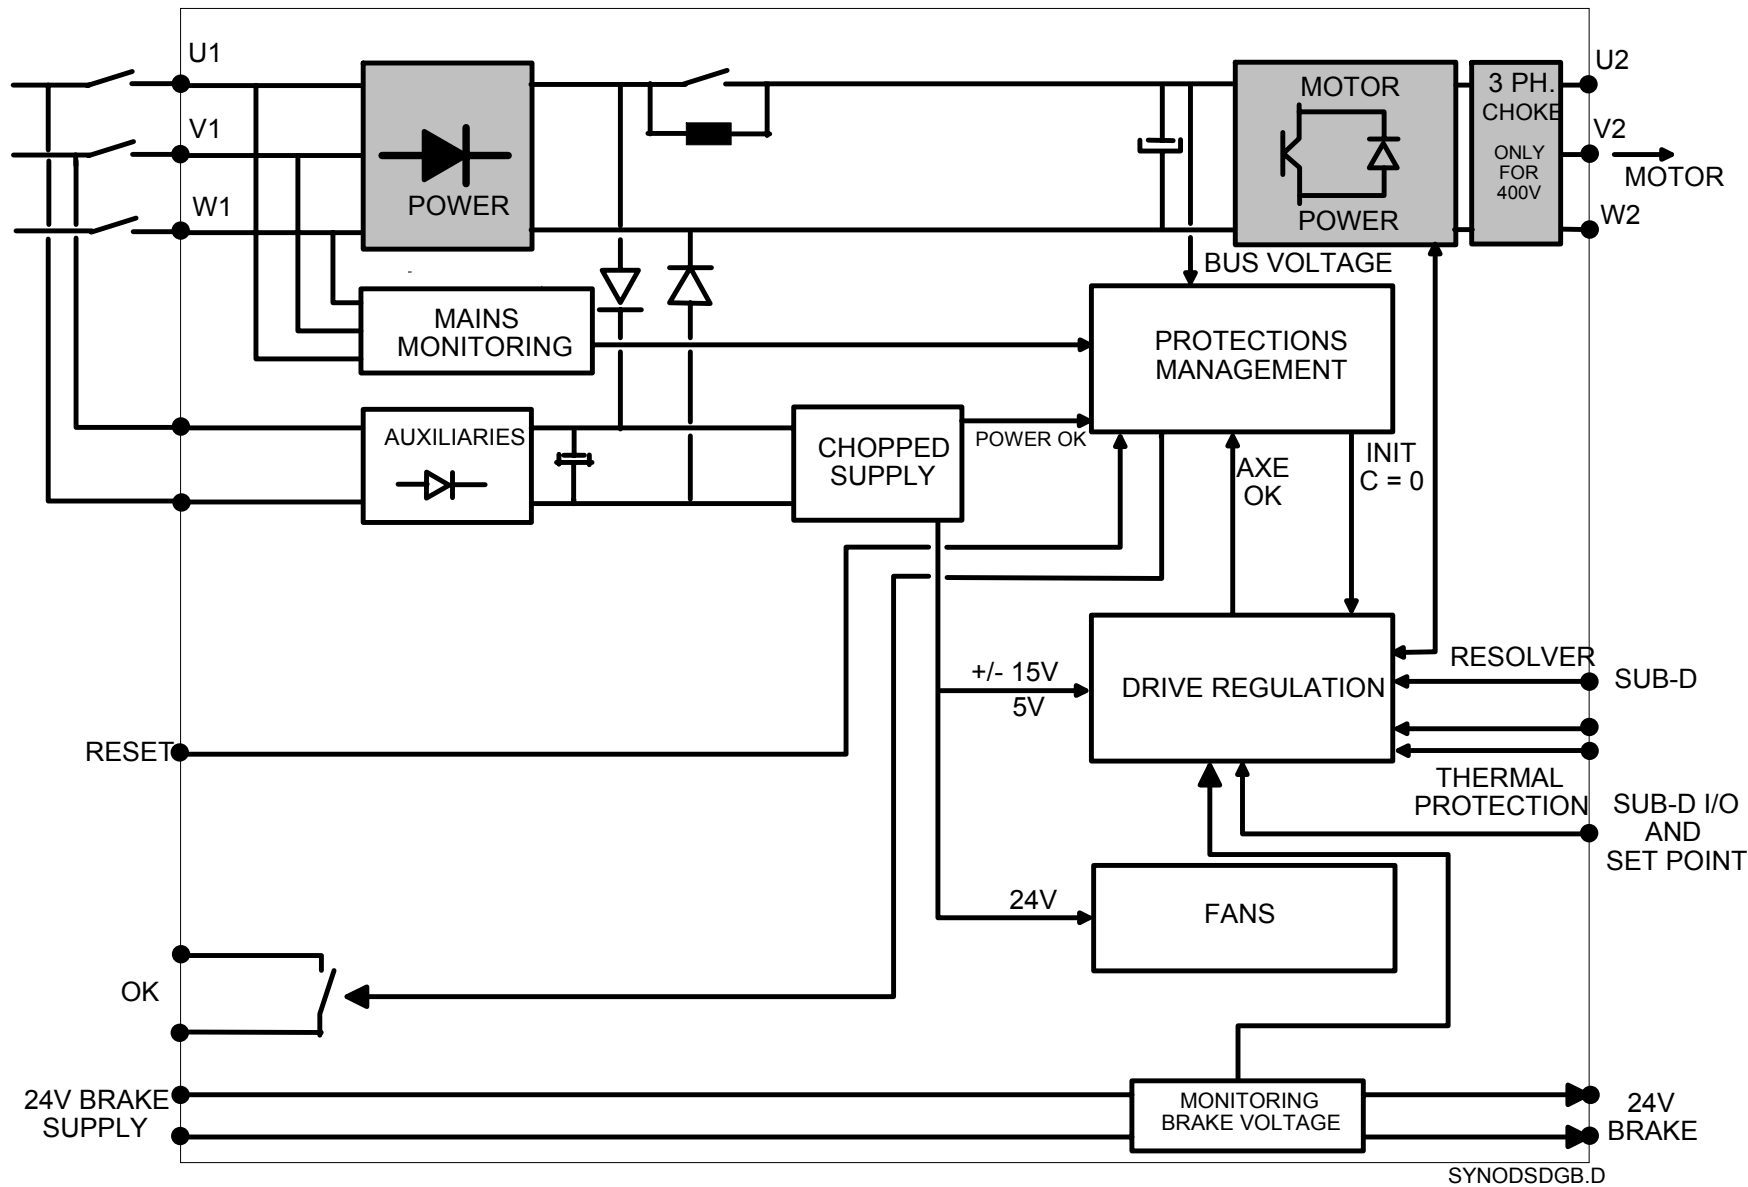 U1
V1
W1
POWER
MOTOR
POWER
3 PH.
CHOKE
ONLY
FOR
400V
U2
V2
MOTOR
W2
BUS VOLTAGE
MAINS
MONITORING
PROTECTIONS
MANAGEMENT
AUXILIARIES
CHOPPED
SUPPLY
POWER OK
AXE
OK
INIT
C = 0
+/- 15V
5V
DRIVE REGULATION
RESOLVER
SUB-D
RESET
THERMAL
PROTECTION
SUB-D I/O
AND
SET POINT
24V
FANS
OK
24V BRAKE
SUPPLY
MONITORING
BRAKE VOLTAGE
24V
BRAKE
SYNODSDGB.D